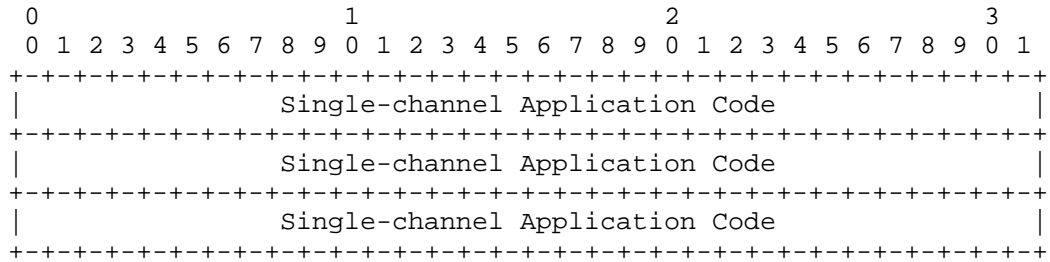 0                   1                   2                   3
 0 1 2 3 4 5 6 7 8 9 0 1 2 3 4 5 6 7 8 9 0 1 2 3 4 5 6 7 8 9 0 1
+-+-+-+-+-+-+-+-+-+-+-+-+-+-+-+-+-+-+-+-+-+-+-+-+-+-+-+-+-+-+-+-+
|                Single-channel Application Code                |
+-+-+-+-+-+-+-+-+-+-+-+-+-+-+-+-+-+-+-+-+-+-+-+-+-+-+-+-+-+-+-+-+
|                Single-channel Application Code                |
+-+-+-+-+-+-+-+-+-+-+-+-+-+-+-+-+-+-+-+-+-+-+-+-+-+-+-+-+-+-+-+-+
|                Single-channel Application Code                |
+-+-+-+-+-+-+-+-+-+-+-+-+-+-+-+-+-+-+-+-+-+-+-+-+-+-+-+-+-+-+-+-+